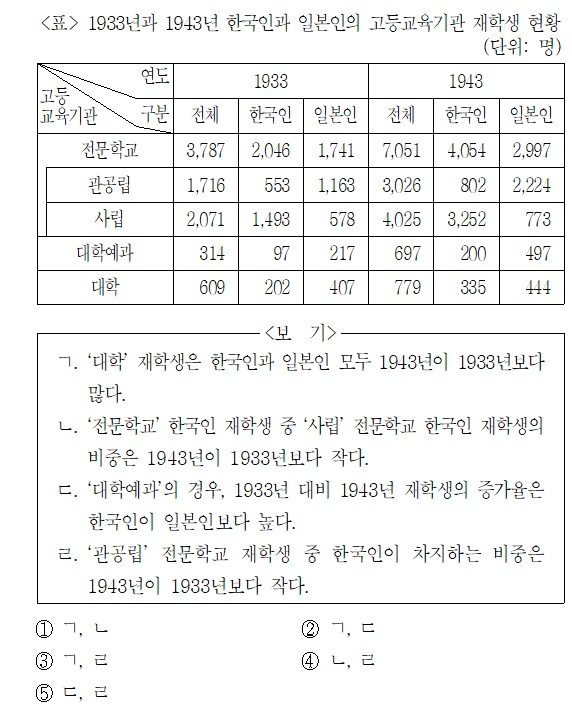 <표> 1933년과 1943년 한국인과 일본인의 고등교육기관 재학생 현황
(단위: 명)
연도 1933 1943
고등
교육기관 구분 전체 한국인 일본인 전체 한국인 일본인
전문학교 3,787 2,046 1,741 7,051 4,054 2,997
관공립 1,716 553 1,163 3,026 802 2,224
사립 2,071 1,493 578 4,025 3,252 773
대학예과 314 97 217 697 200 497
대학 609 202 407 779 335 444
<보 기>
ㄱ. ‘대학’ 재학생은 한국인과 일본인 모두 1943년이 1933년보다
많다.
ㄴ. ‘전문학교’ 한국인 재학생 중 ‘사립’ 전문학교 한국인 재학생의
비중은 1943년이 1933년보다 작다.
ㄷ. ‘대학예과’의 경우, 1933년 대비 1943년 재학생의 증가율은
한국인이 일본인보다 높다.
ㄹ. ‘관공립’ 전문학교 재학생 중 한국인이 차지하는 비중은
1943년이 1933년보다 작다.
① ㄱ, ㄴ ② ㄱ, ㄷ
③ ㄱ, ㄹ ④ ㄴ, ㄹ
⑤ ㄷ, ㄹ